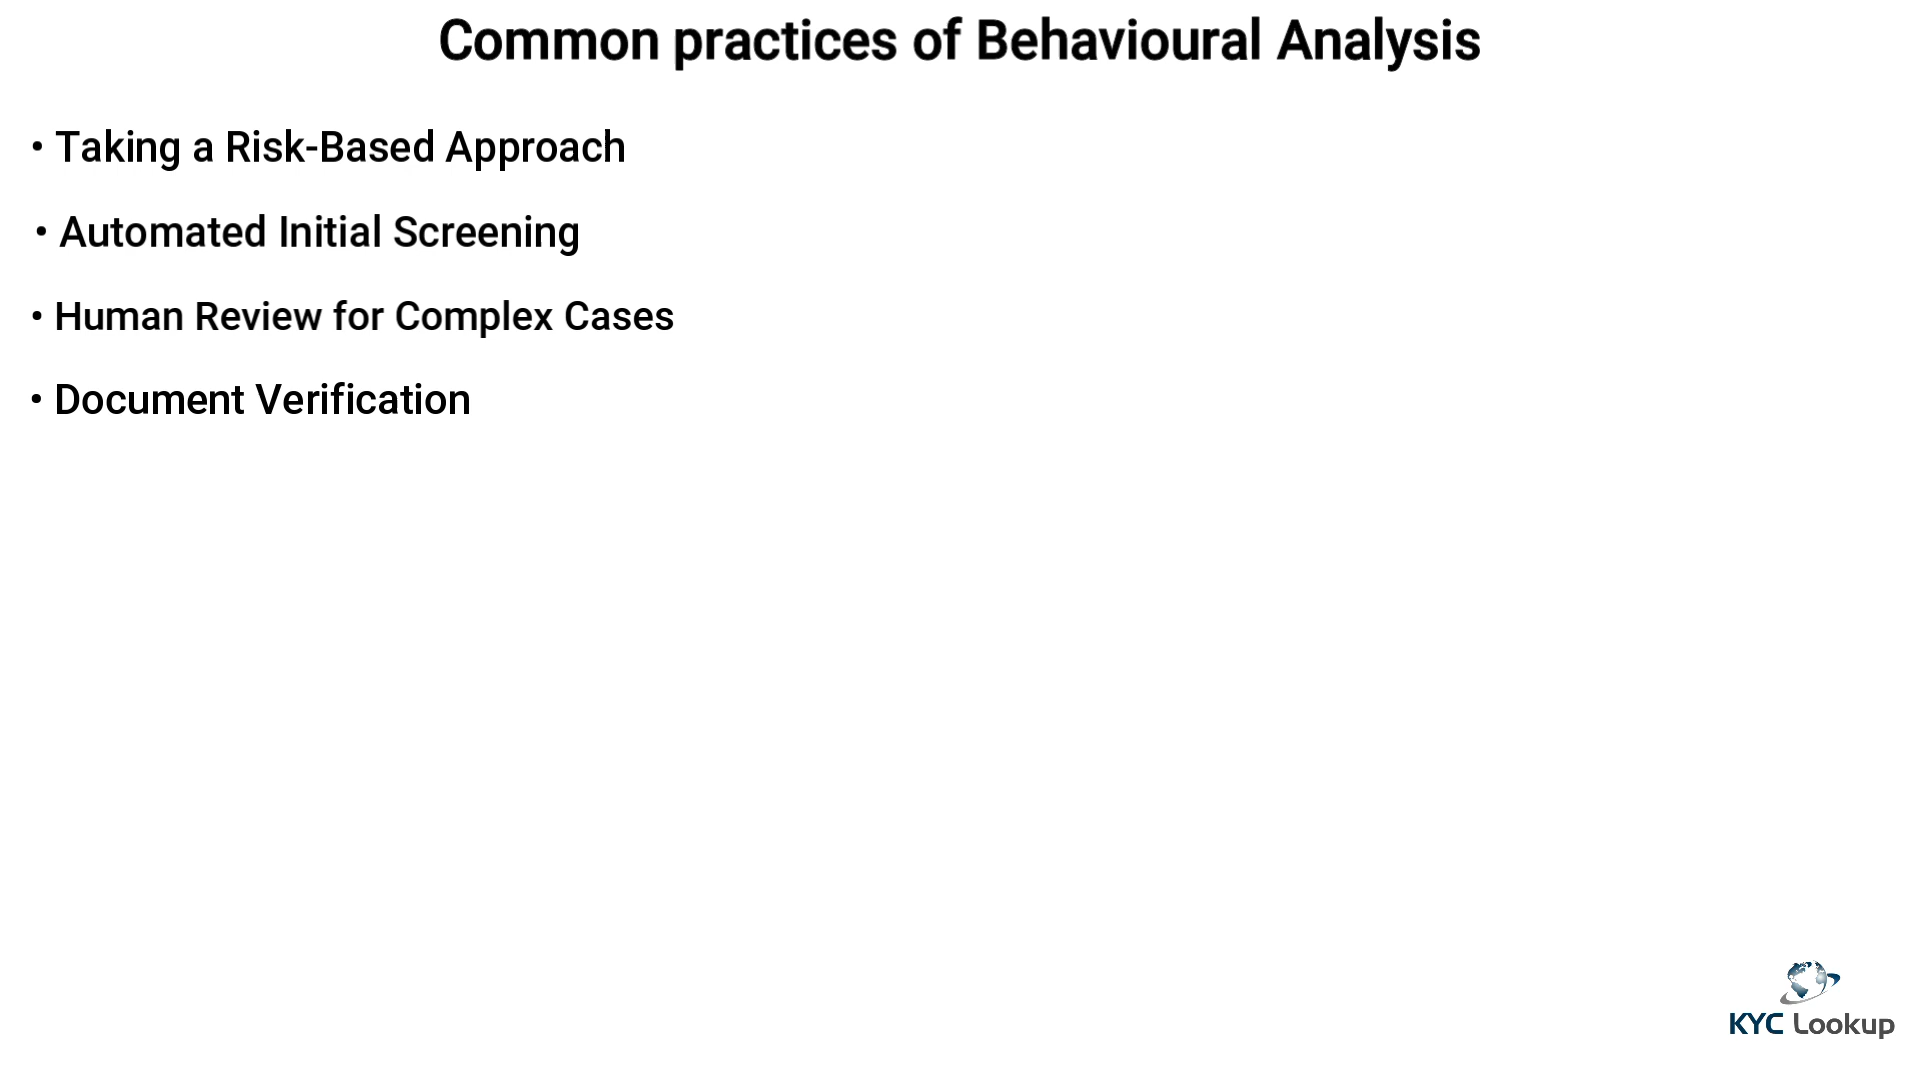 Common practices of Behavioural Analysis
• Taking a Risk-Based Approach
• Automated Initial Screening
• Human Review for Complex Cases
• Document Verification
KYC Lookup